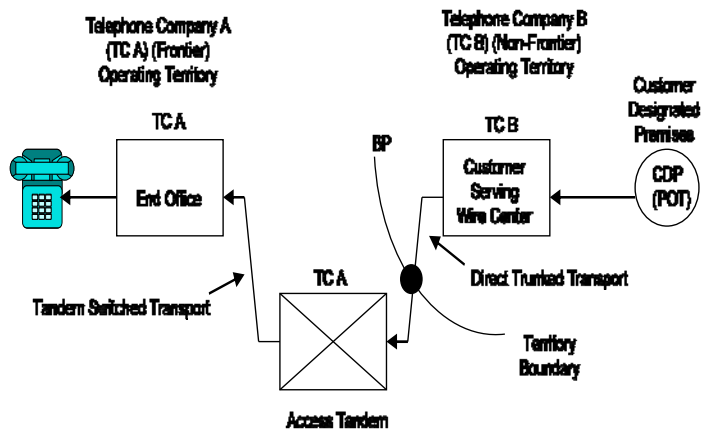 Telephone Company A
(TC A) (Frontier)
Operating Territory
Telephone Company B
(TC B) (Non-Frontier)
Operating Territory
Customer
Designated
Premises
TC A
BP
TC B
End Office
Customer
Serving
Wire Center
CDP
(POT)
TC A
Direct Trunked Transport
Tandem Switched Transport
Territory
Boundary
Access Tandem